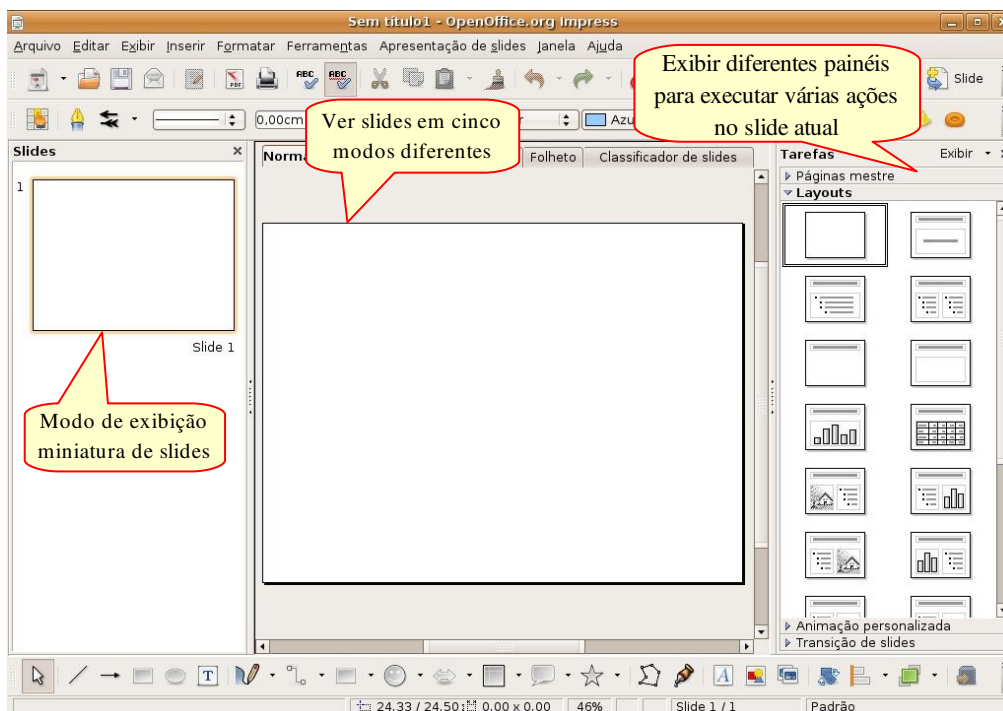 Sem título1 - OpenOffice.org Impress
Arquivo Editar Exibir Inserir Formatar Ferramentas Apresentação de slides Janela Ajuda
Exibir diferentes painéis
para executar várias ações
no slide atual
PDF
ABC
ABC
Slide
0,00cm
Azu
Ver slides em cinco
modos diferentes
Slides
Norma
Folheto
Classificador de slides
Tarefas
Exibir
Páginas mestre
Layouts
1
Slide 1
Modo de exibição
miniatura de slides
Animação personalizada
Transição de slides
T
A
24,33 / 24,50
0,00 x 0,00
46%
Slide 1 / 1
Padrão